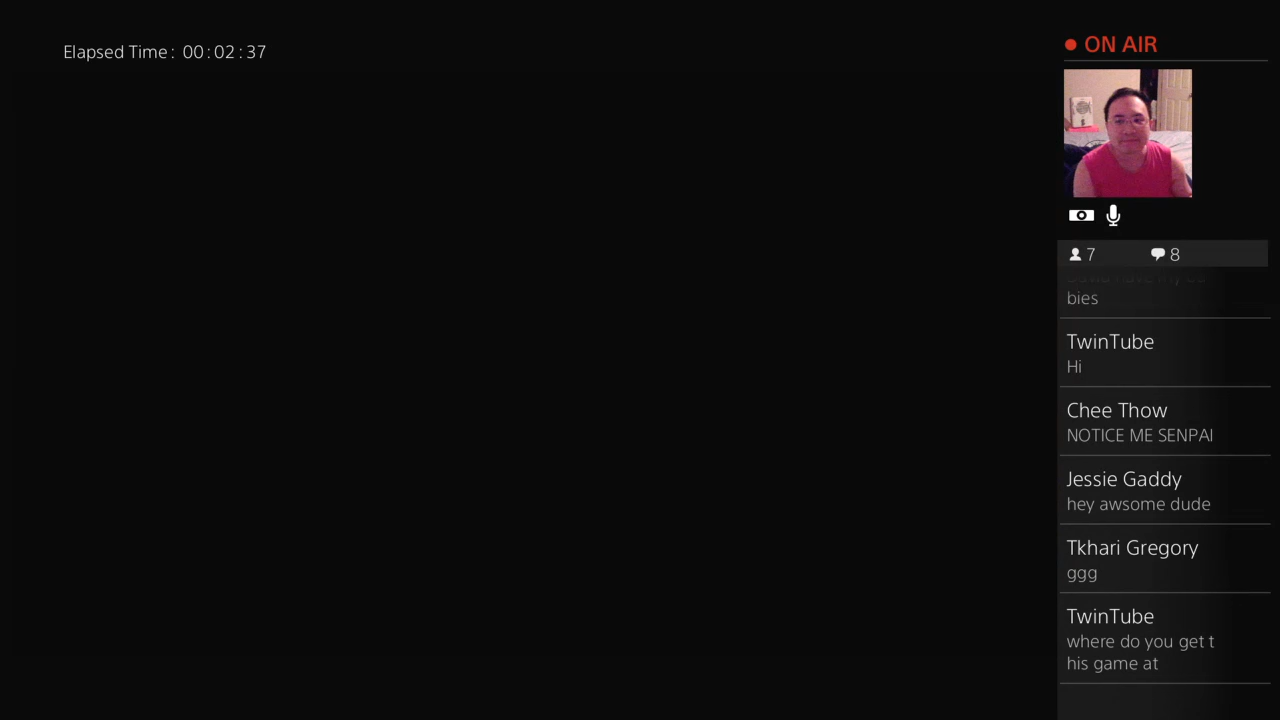 Elapsed Time: 00:02:37
ON AIR
7 8
bies
TwinTube
Hi
Chee Thow
NOTICE ME SENPAI
Jessie Gaddy
hey awsome dude
Tkhari Gregory
ggg
TwinTube
where do you get t
his game at